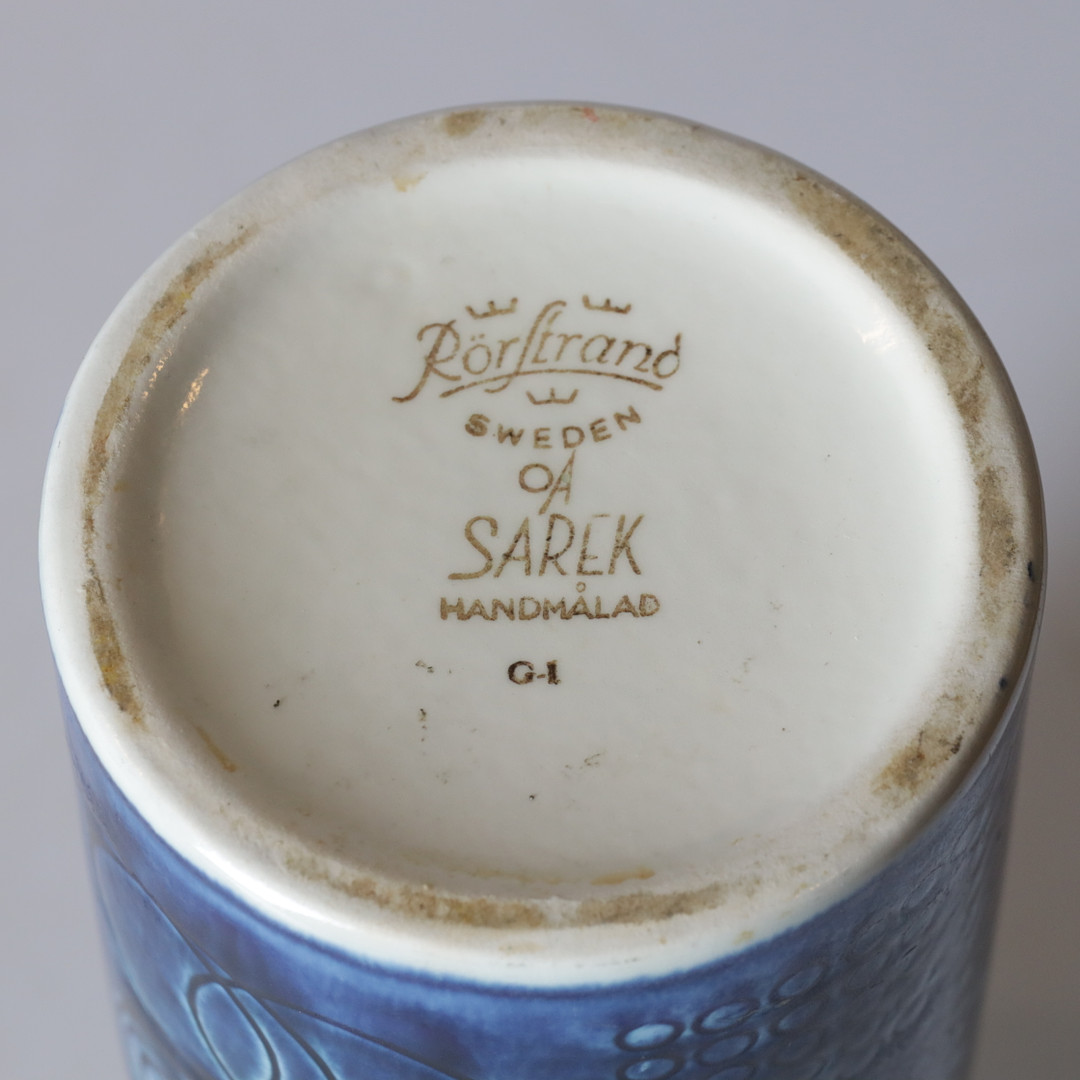 Rörstrand
SWEDEN
OA
SAREK
HANDMÅLAD
G-1